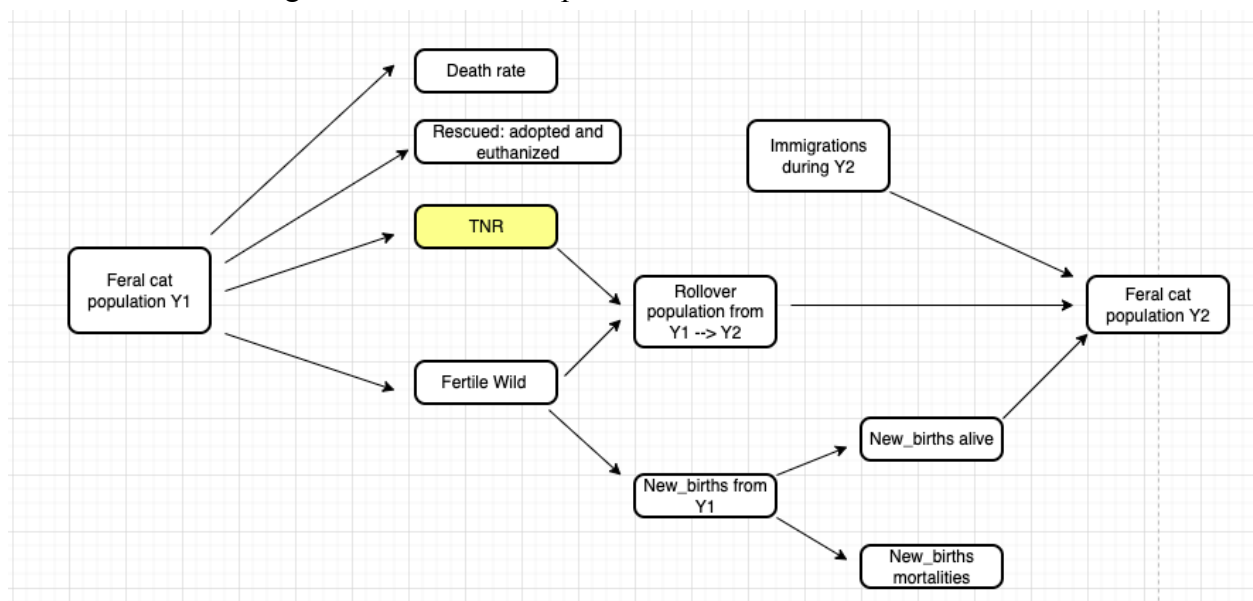 Death rate
Rescued: adopted and
euthanized
Immigrations
during Y2
TNR
Feral cat
population Y1
Rollover
population from
Y1 --> Y2
Feral cat
population Y2
Fertile Wild
New_births alive
New_births from
Y1
New_births
mortalities